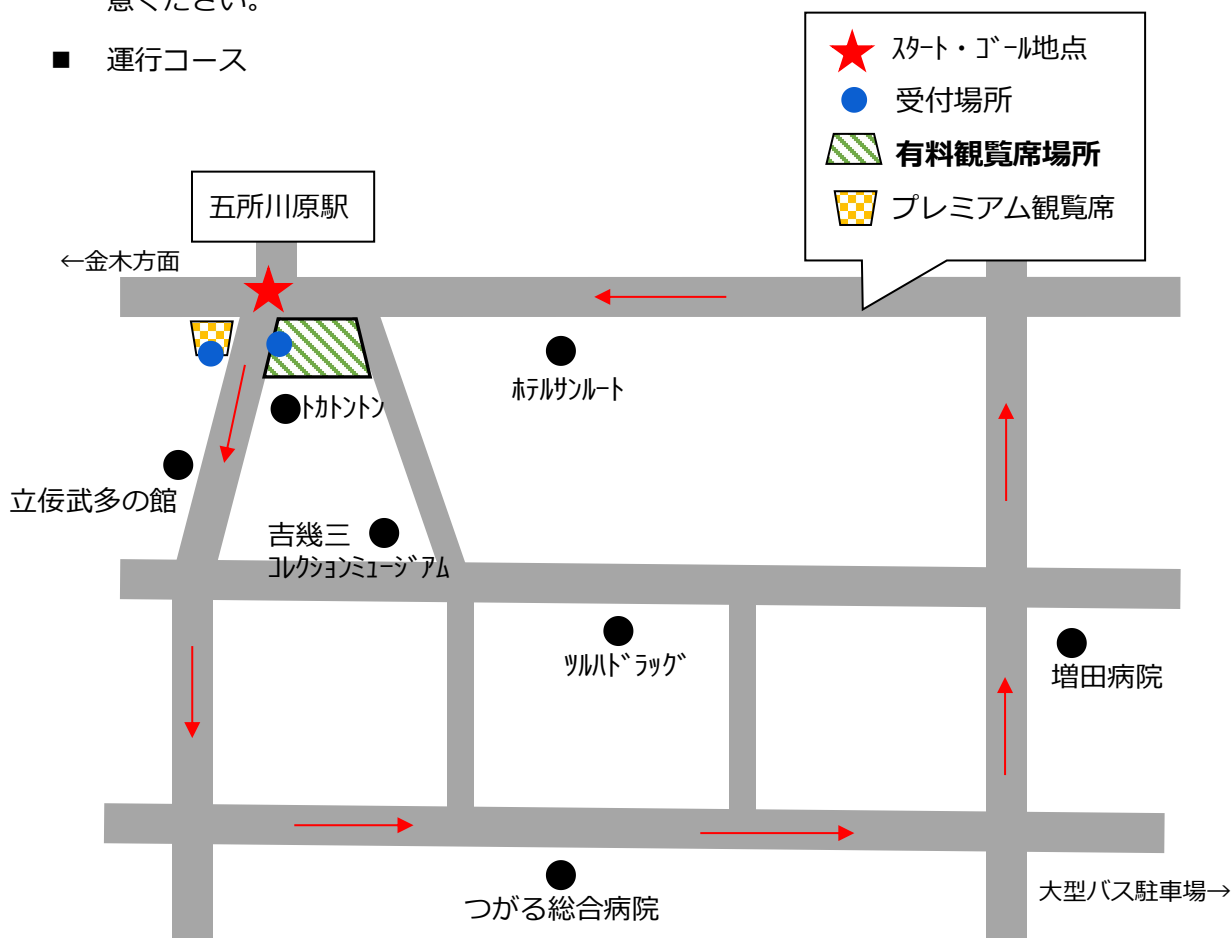 意ください。
■ 運行コース
ｽﾀｰﾄ・ｺﾞｰﾙ地点
受付場所
有料観覧席場所
プレミアム観覧席
五所川原駅
←金木方面
ﾎﾃﾙｻﾝﾙｰﾄ
ﾄｶﾄﾝﾄﾝ
立佞武多の館
吉幾三
ｺﾚｸｼｮﾝﾐｭｰｼﾞｱﾑ
ﾂﾙﾊﾄﾞﾗｯｸﾞ
増田病院
大型バス駐車場→
つがる総合病院